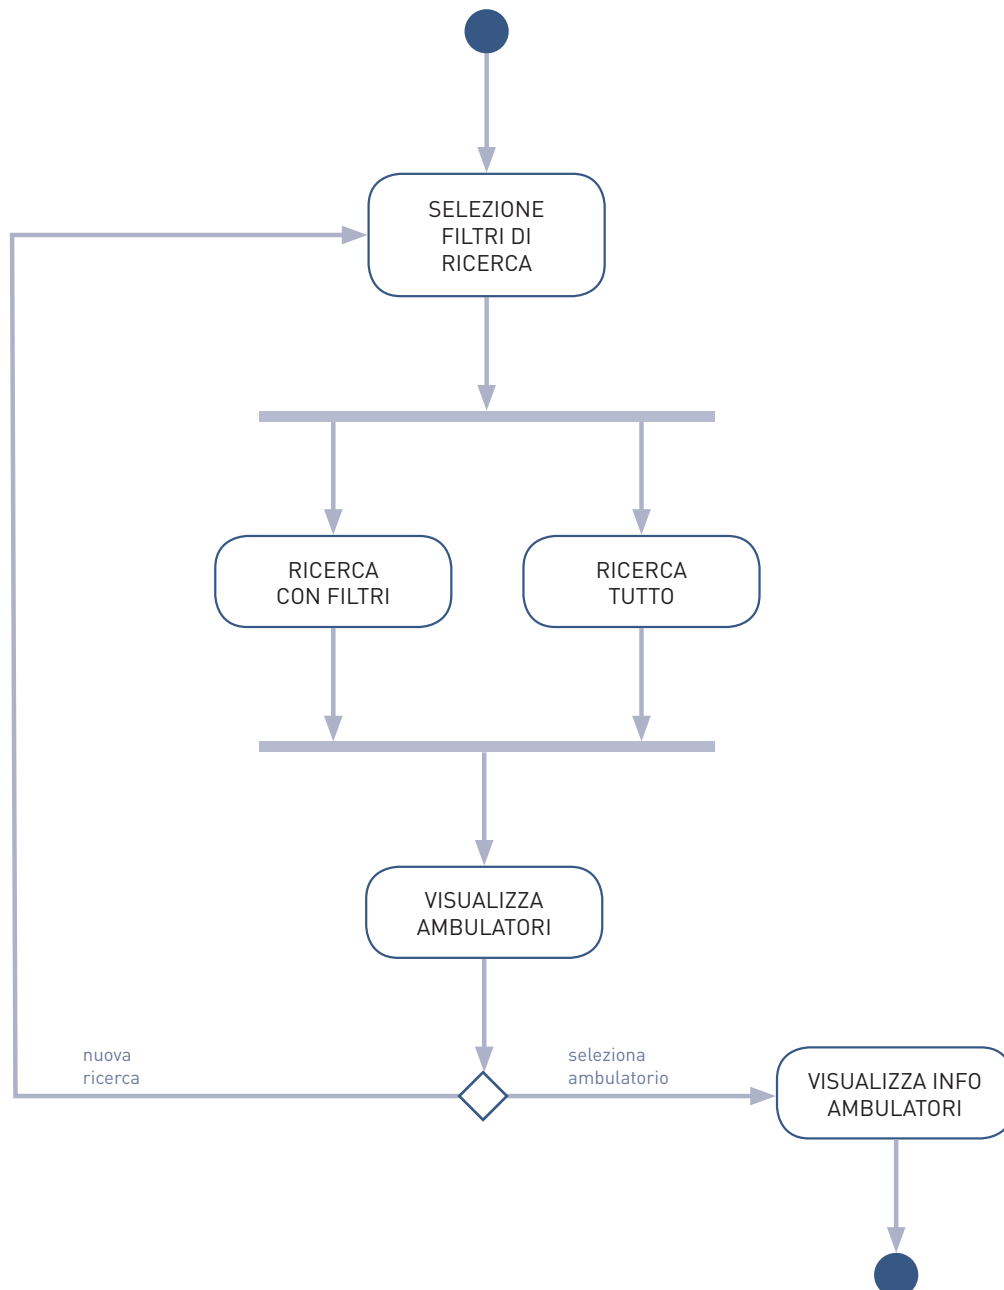 SELEZIONE
FILTRI DI
RICERCA
RICERCA
CON FILTRI
RICERCA
TUTTO
VISUALIZZA
AMBULATORI
nuova
ricerca
seleziona
ambulatorio
VISUALIZZA INFO
AMBULATORI